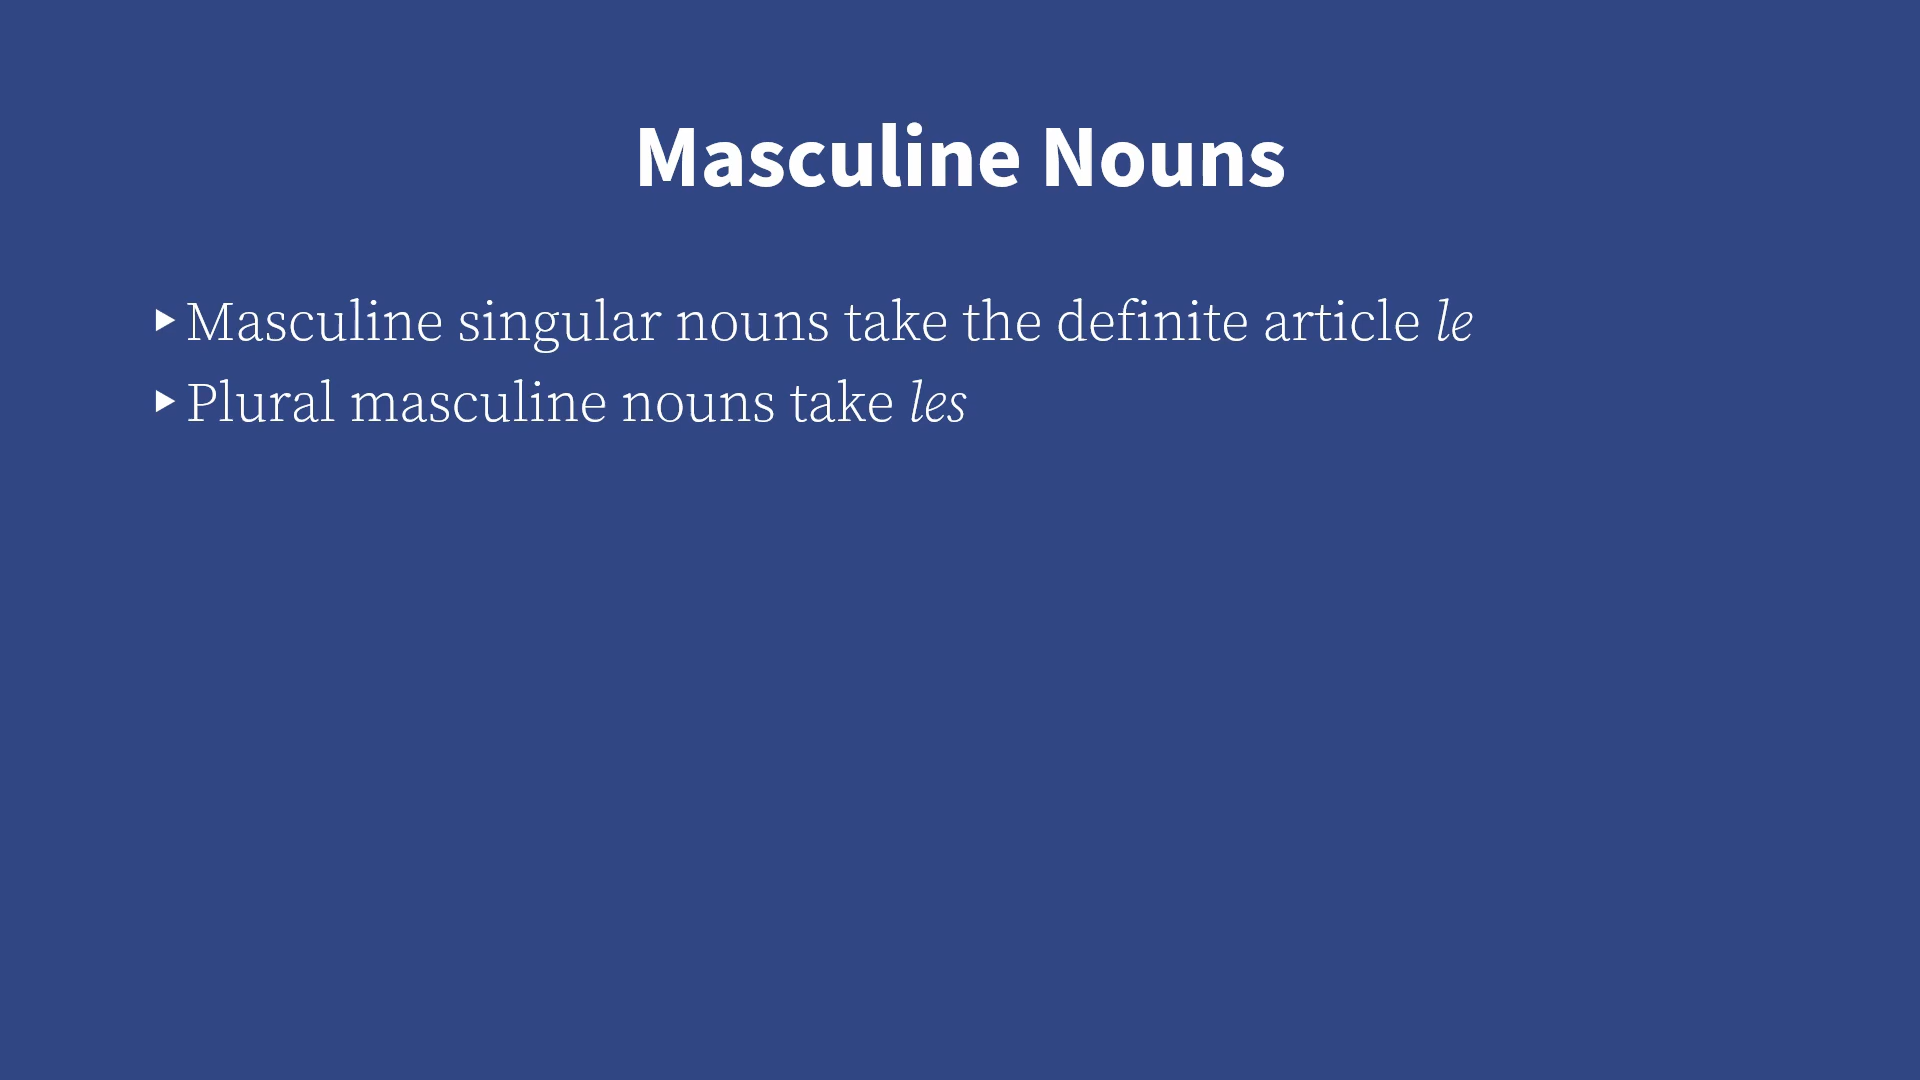 Masculine Nouns
▸ Masculine singular nouns take the definite article le
▸ Plural masculine nouns take les